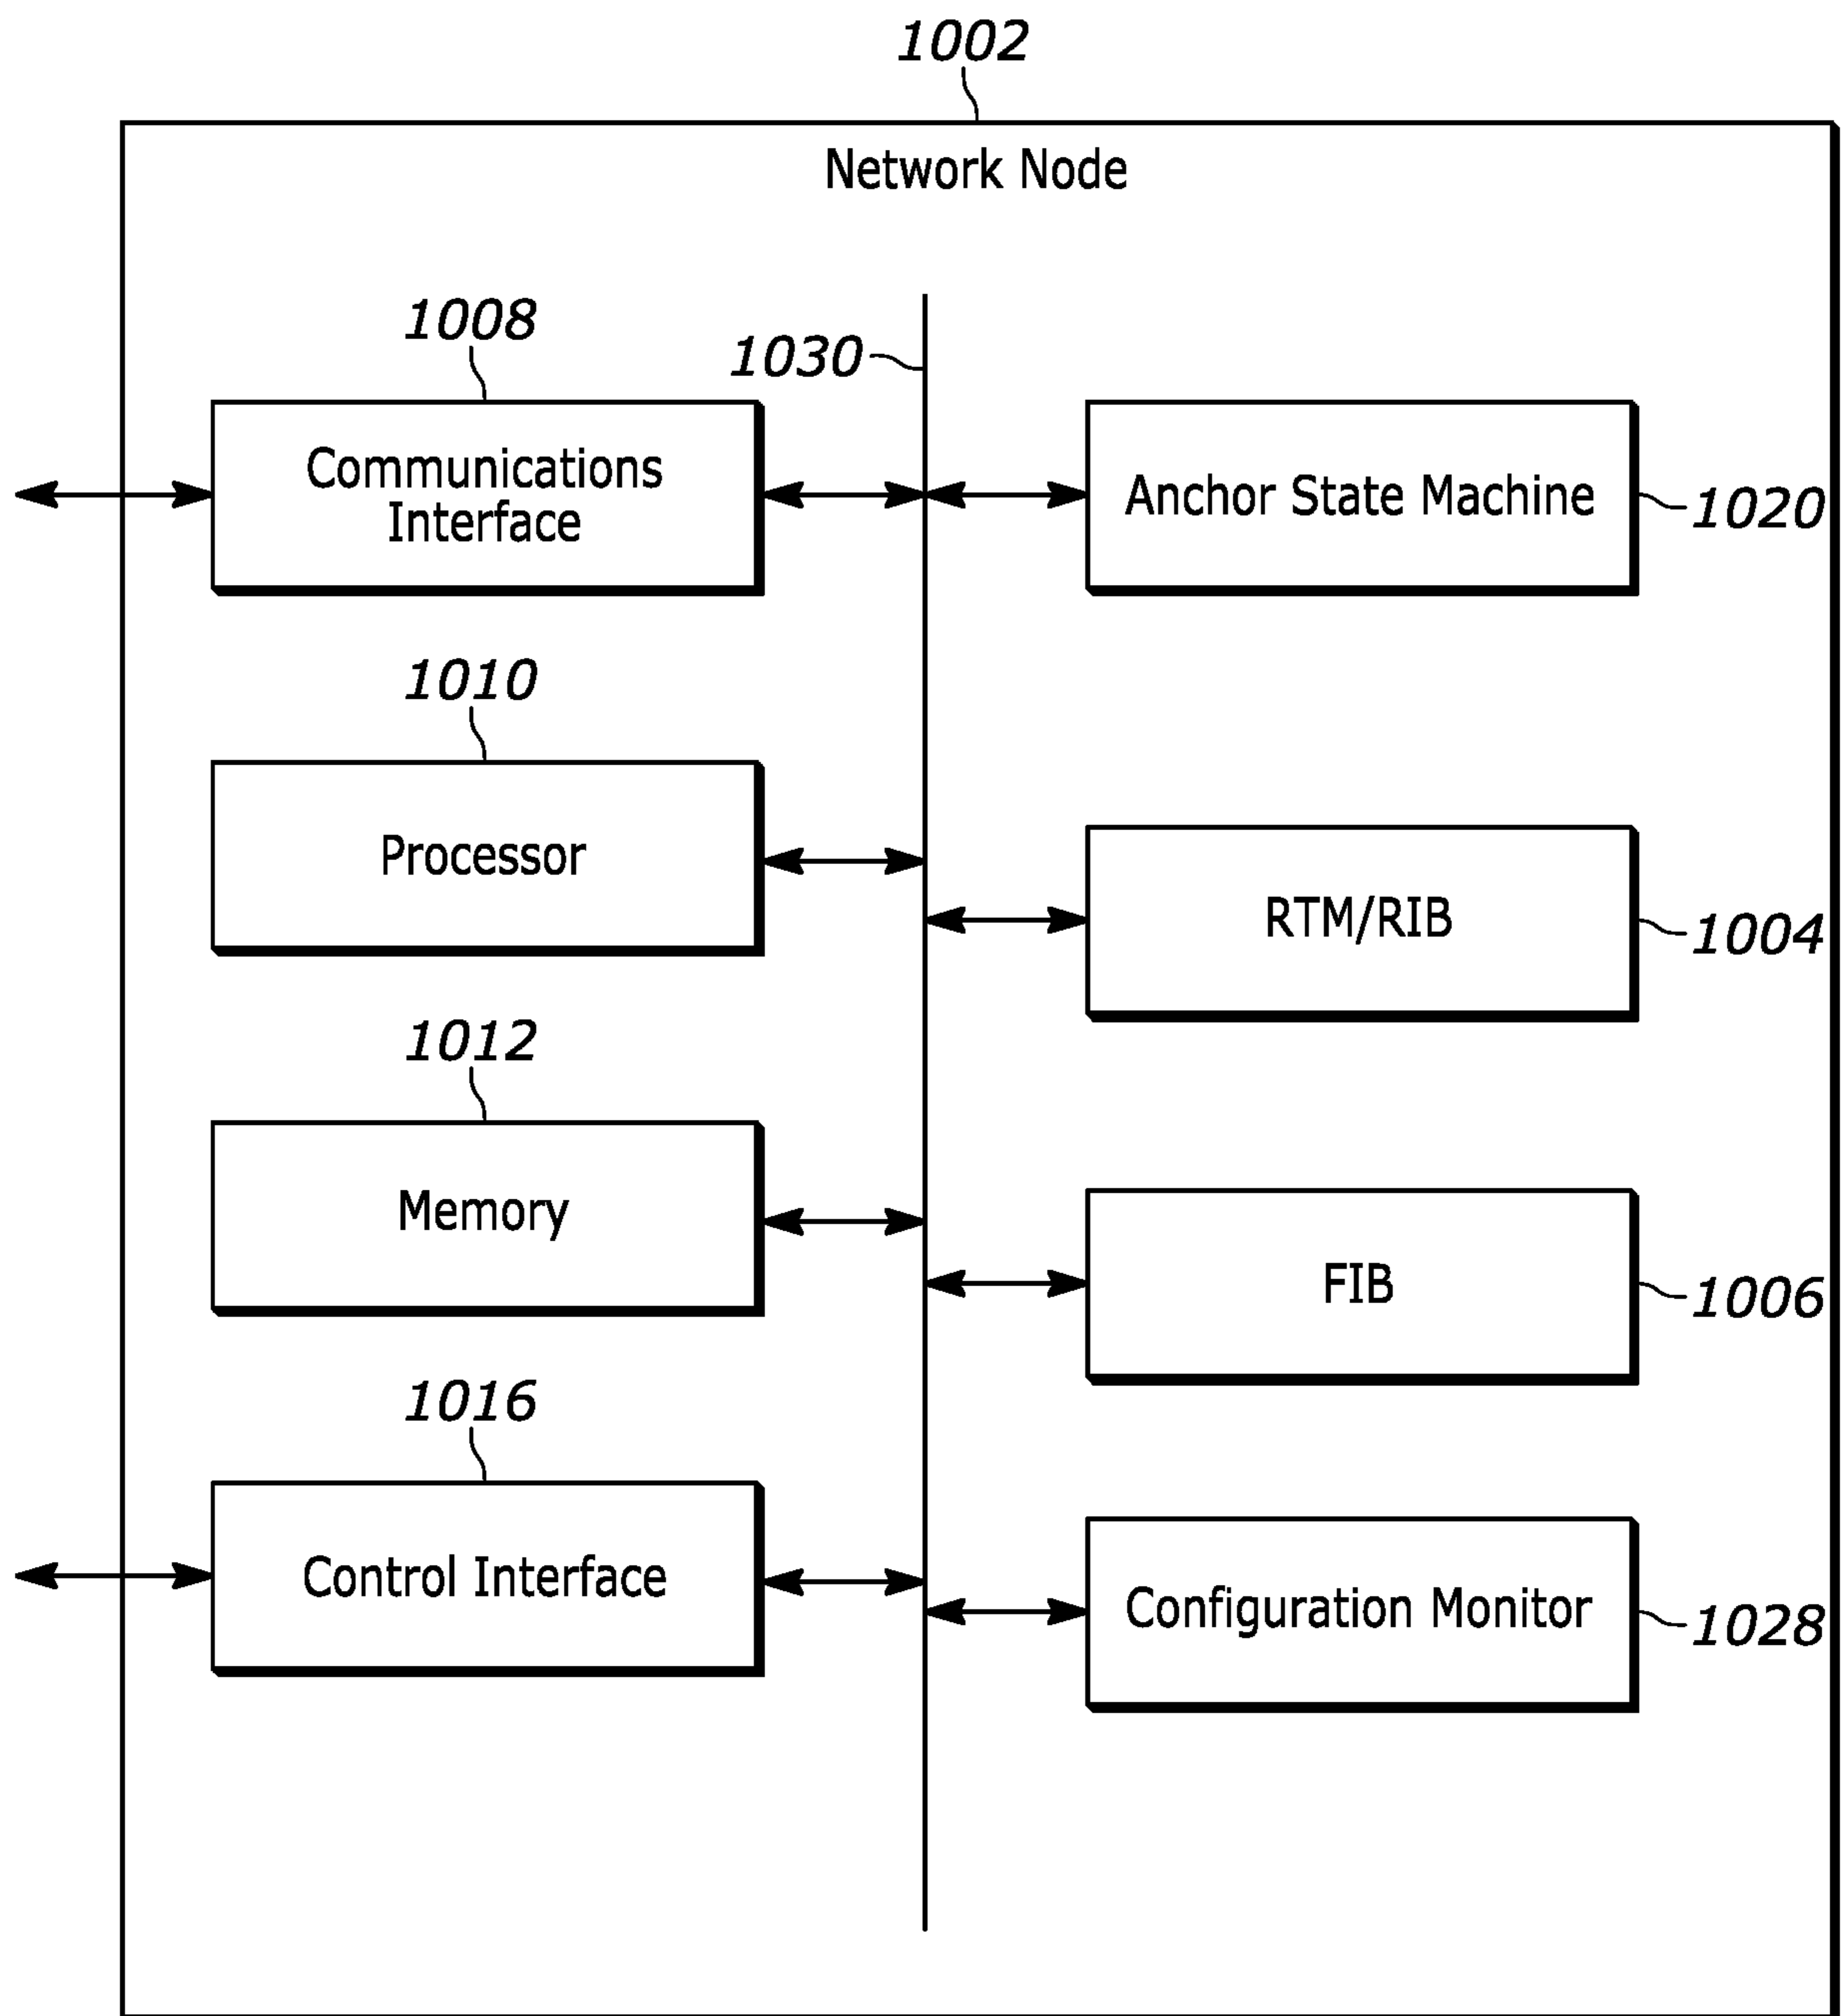 1002
Network Node
1008
1030
Communications
Interface
Anchor State Machine
1020
1010
Processor
RTM/RIB
1004
1012
Memory
FIB
1006
1016
Control Interface
Configuration Monitor
1028